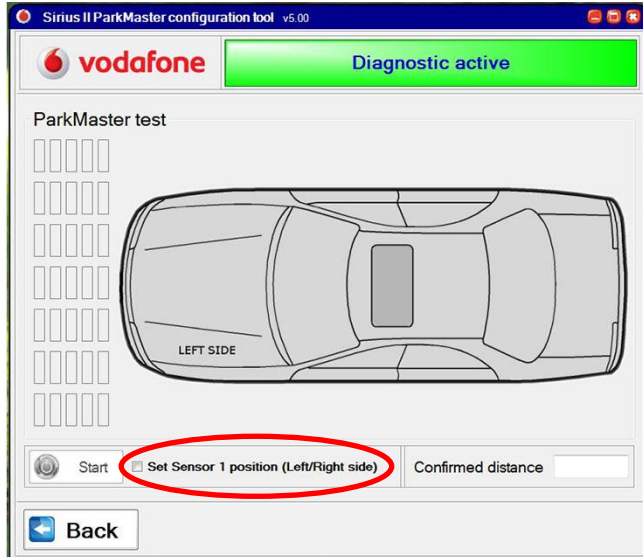 Sirius II ParkMaster configuration tool v5.00
vodafone
Diagnostic active
ParkMaster test
LEFT SIDE
Start
Set Sensor 1 position (Left/Right side)
Confirmed distance
Back